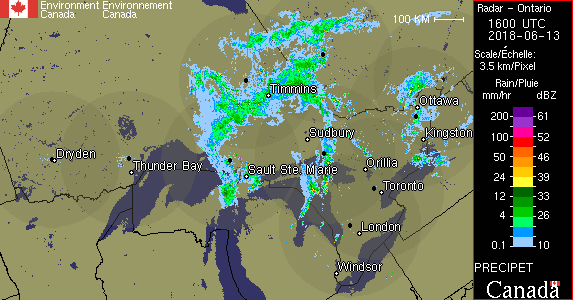 Environment Environnement
Canada Canada
100 KM
Timmins
Ottawa
Sudbury
Kingston
Dryden
Thunder Bay
Sault Ste. Marie
Orillia
Toronto
London
Windsor
Radar - Ontario
1600 UTC
2018-06-13
Scale/Échelle:
3.5 km/Pixel
Rain/Pluie
mm/hr dBZ
200 61
100 52
50 46
24 39
12 33
4 26
0.1 10
PRECIPET
Canada